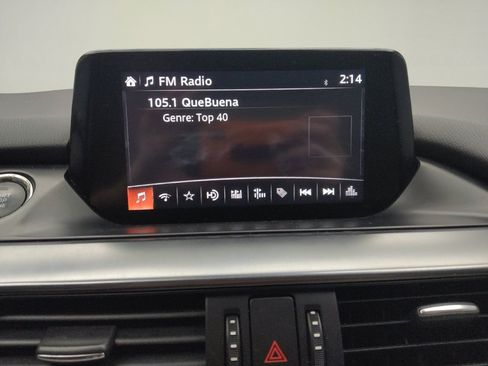 FM Radio 2:14
105.1 QueBuena
Genre: Top 40